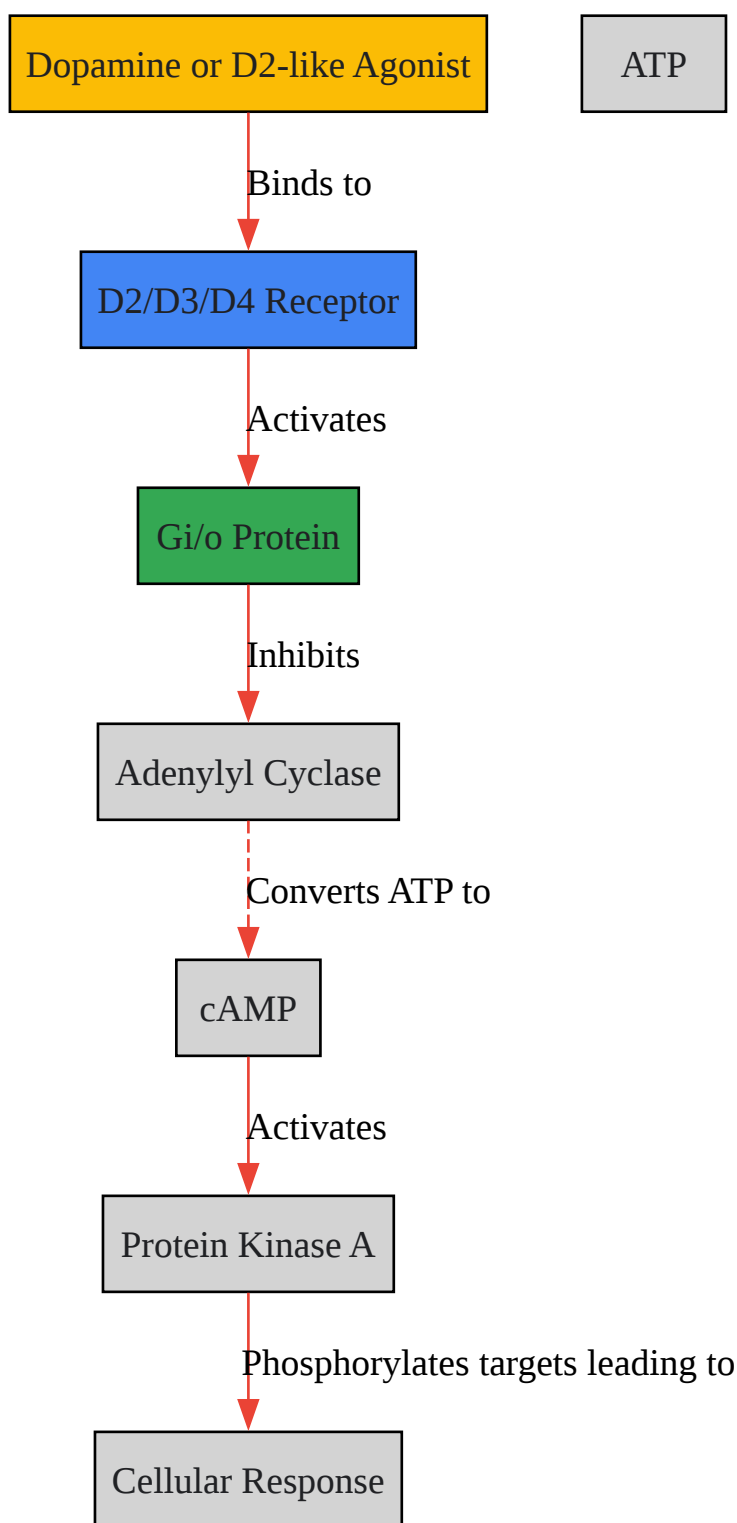 Dopamine or D2-like Agonist
ATP
Binds to
D2/D3/D4 Receptor
Activates
Gi/o Protein
Inhibits
Adenylyl Cyclase
Converts ATP to
cAMP
Activates
Protein Kinase A
Phosphorylates targets leading to
Cellular Response